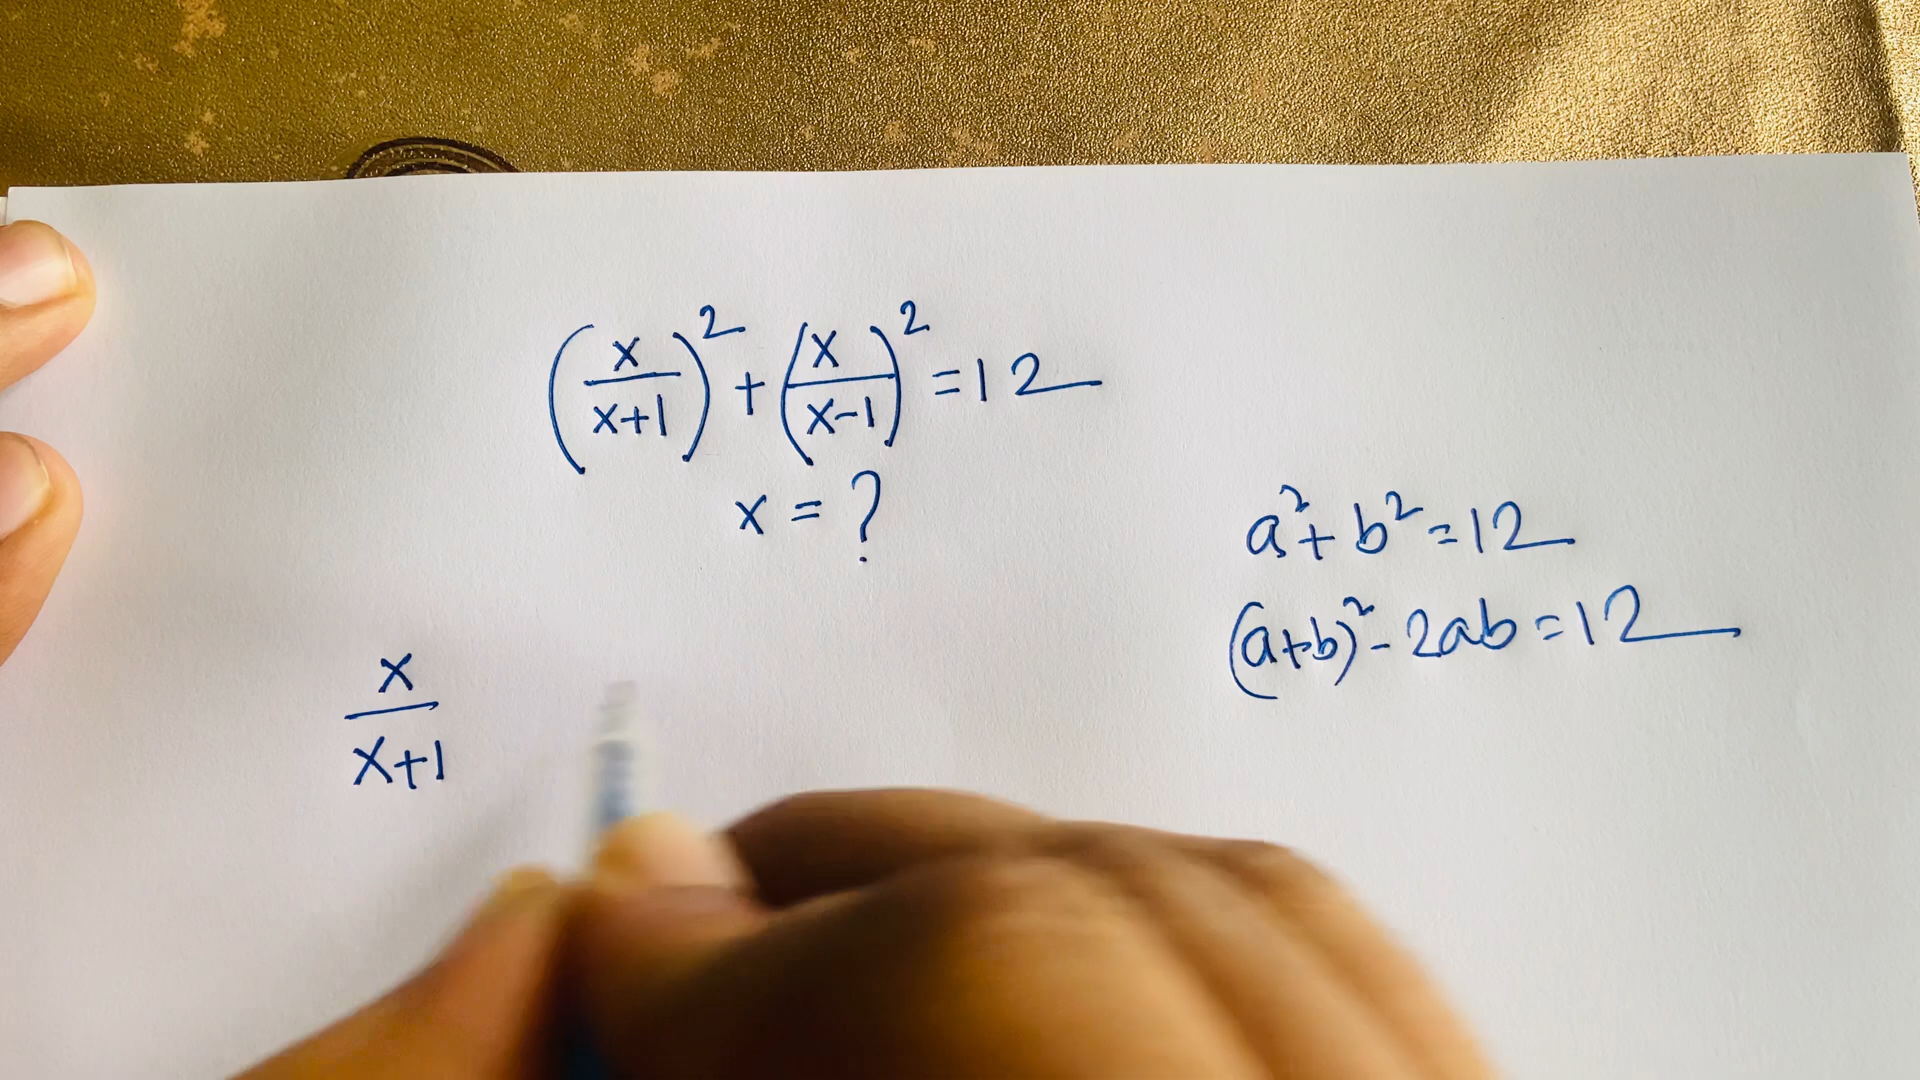 (x/(x+1))² + (x/(x-1))² = 12
x = ?
a² + b² = 12
(a+b)² - 2ab = 12
x/(x+1)